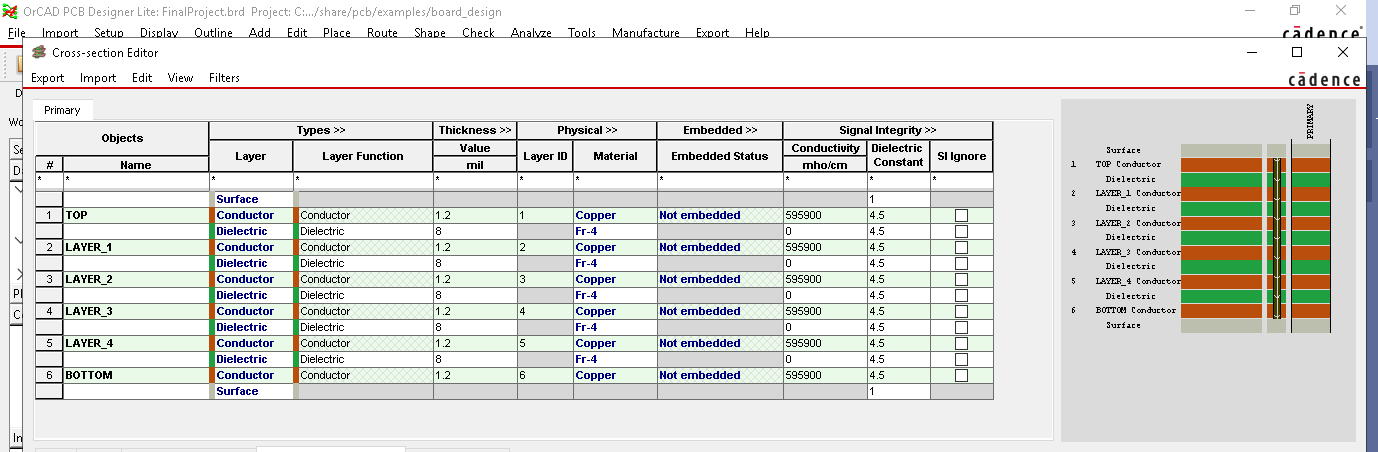 OrCAD PCB Designer Lite: FinalProject.brd Project: C:.../share/pcb/examples/board_design
File Import Setup Display Outline Add Edit Place Route Shape Check Analyze Tools Manufacture Export Help
cādence
Cross-section Editor
Export Import Edit View Filters
cādence
Primary
Objects Types >> Thickness >> Physical >> Embedded >> Signal Integrity >>
# Name Layer Layer Function Value mil Layer ID Material Embedded Status Conductivity mho/cm Dielectric Constant SI Ignore
* * * * * * * * * * *
Surface 1
1 TOP Conductor Conductor 1.2 1 Copper Not embedded 595900 4.5
Dielectric Dielectric 8 Fr-4 0 4.5
2 LAYER_1 Conductor Conductor 1.2 2 Copper Not embedded 595900 4.5
Dielectric Dielectric 8 Fr-4 0 4.5
3 LAYER_2 Conductor Conductor 1.2 3 Copper Not embedded 595900 4.5
Dielectric Dielectric 8 Fr-4 0 4.5
4 LAYER_3 Conductor Conductor 1.2 4 Copper Not embedded 595900 4.5
Dielectric Dielectric 8 Fr-4 0 4.5
5 LAYER_4 Conductor Conductor 1.2 5 Copper Not embedded 595900 4.5
Dielectric Dielectric 8 Fr-4 0 4.5
6 BOTTOM Conductor Conductor 1.2 6 Copper Not embedded 595900 4.5
Surface 1
PRIMARY
Surface
1 TOP Conductor
Dielectric
2 LAYER_1 Conductor
Dielectric
3 LAYER_2 Conductor
Dielectric
4 LAYER_3 Conductor
Dielectric
5 LAYER_4 Conductor
Dielectric
6 BOTTOM Conductor
Surface